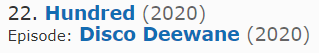 22. Hundred (2020)
Episode: Disco Deewane (2020)